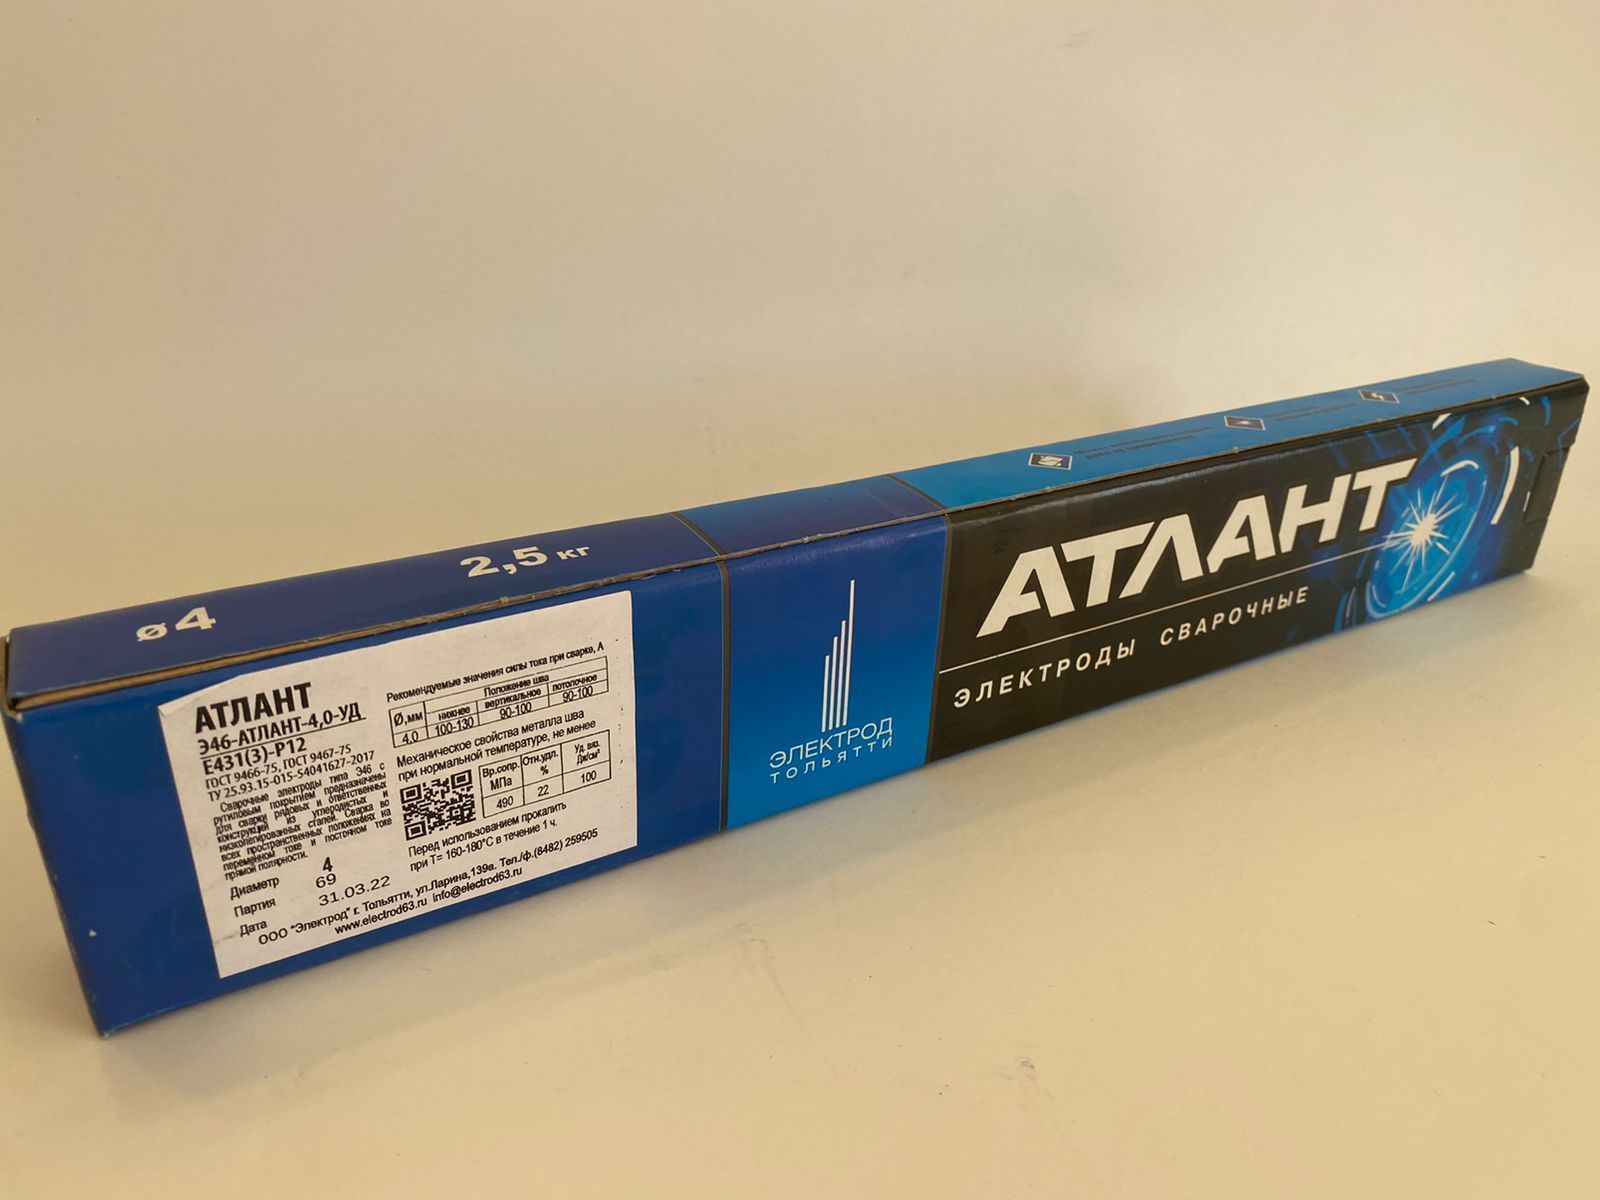 ø4
2,5 кг
АТЛАНТ
Э46-АТЛАНТ-4,0-УД
Е431(3)-Р12
ГОСТ 9466-75, ГОСТ 9467-75
ТУ 25.93.15-015-54041627-2017
Сварочные электроды типа Э46 с
рутиловым покрытием предназначены
для сварки рядовых и ответственных
конструкций из углеродистых и
низколегированных сталей. Сварка во
всех пространственных положениях на
переменном токе и постоянном токе
прямой полярности.
Диаметр 4
Партия 69
Дата 31.03.22
Рекомендуемые значения силы тока при сварке, А
Ø,мм Положение шва
нижнее вертикальное потолочное
4,0 100-130 90-100 90-100
Механическое свойства металла шва
при нормальной температуре, не менее
Вр.сопр. МПа Отн.удл. % Уд. вяз. Дж/см²
490 22 100
Перед использованием прокалить
при Т= 160-180°С в течение 1 ч.
ООО "Электрод" г. Тольятти, ул.Ларина,139а. Тел./ф.(8482) 259505
www.electrod63.ru info@electrod63.ru
ЭЛЕКТРОД
ТОЛЬЯТТИ
АТЛАНТ
ЭЛЕКТРОДЫ СВАРОЧНЫЕ